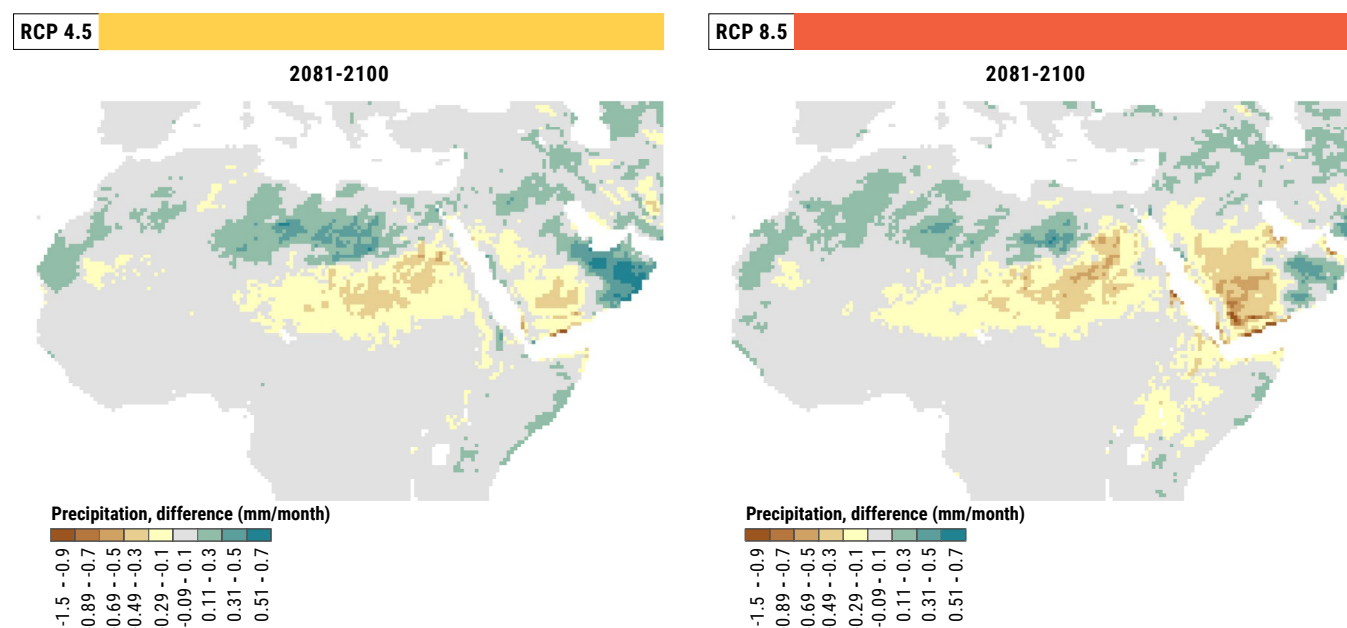 RCP 4.5
2081-2100
Precipitation, difference (mm/month)
-1.5 - -0.9
0.89 - -0.7
0.69 - -0.5
0.49 - -0.3
0.29 - -0.1
-0.09 - 0.1
0.11 - 0.3
0.31 - 0.5
0.51 - 0.7
RCP 8.5
2081-2100
Precipitation, difference (mm/month)
-1.5 - -0.9
0.89 - -0.7
0.69 - -0.5
0.49 - -0.3
0.29 - -0.1
-0.09 - 0.1
0.11 - 0.3
0.31 - 0.5
0.51 - 0.7